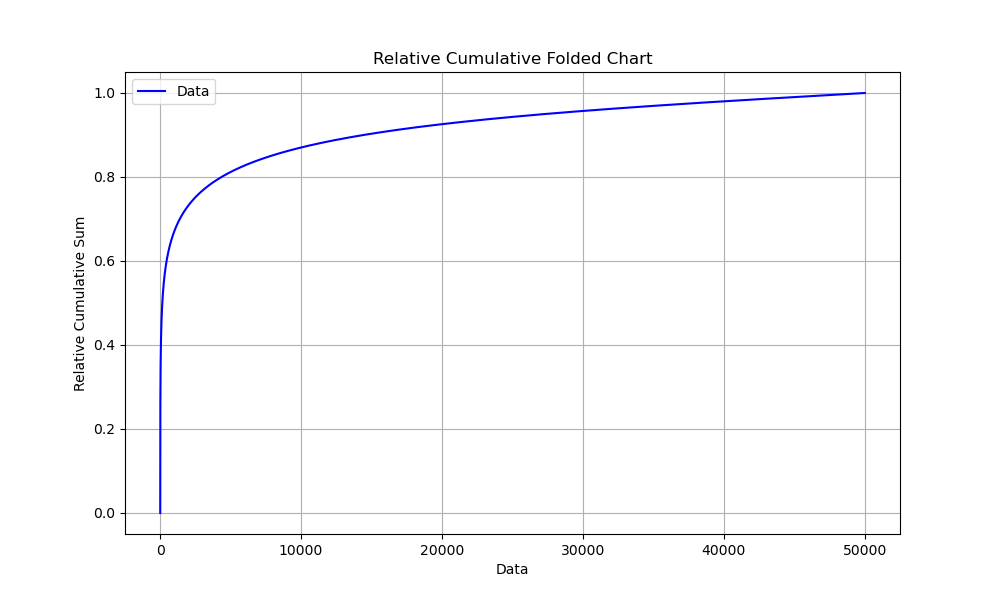 Relative Cumulative Folded Chart
Data
1.0
0.8
0.6
0.4
0.2
0.0
Relative Cumulative Sum
0 10000 20000 30000 40000 50000
Data